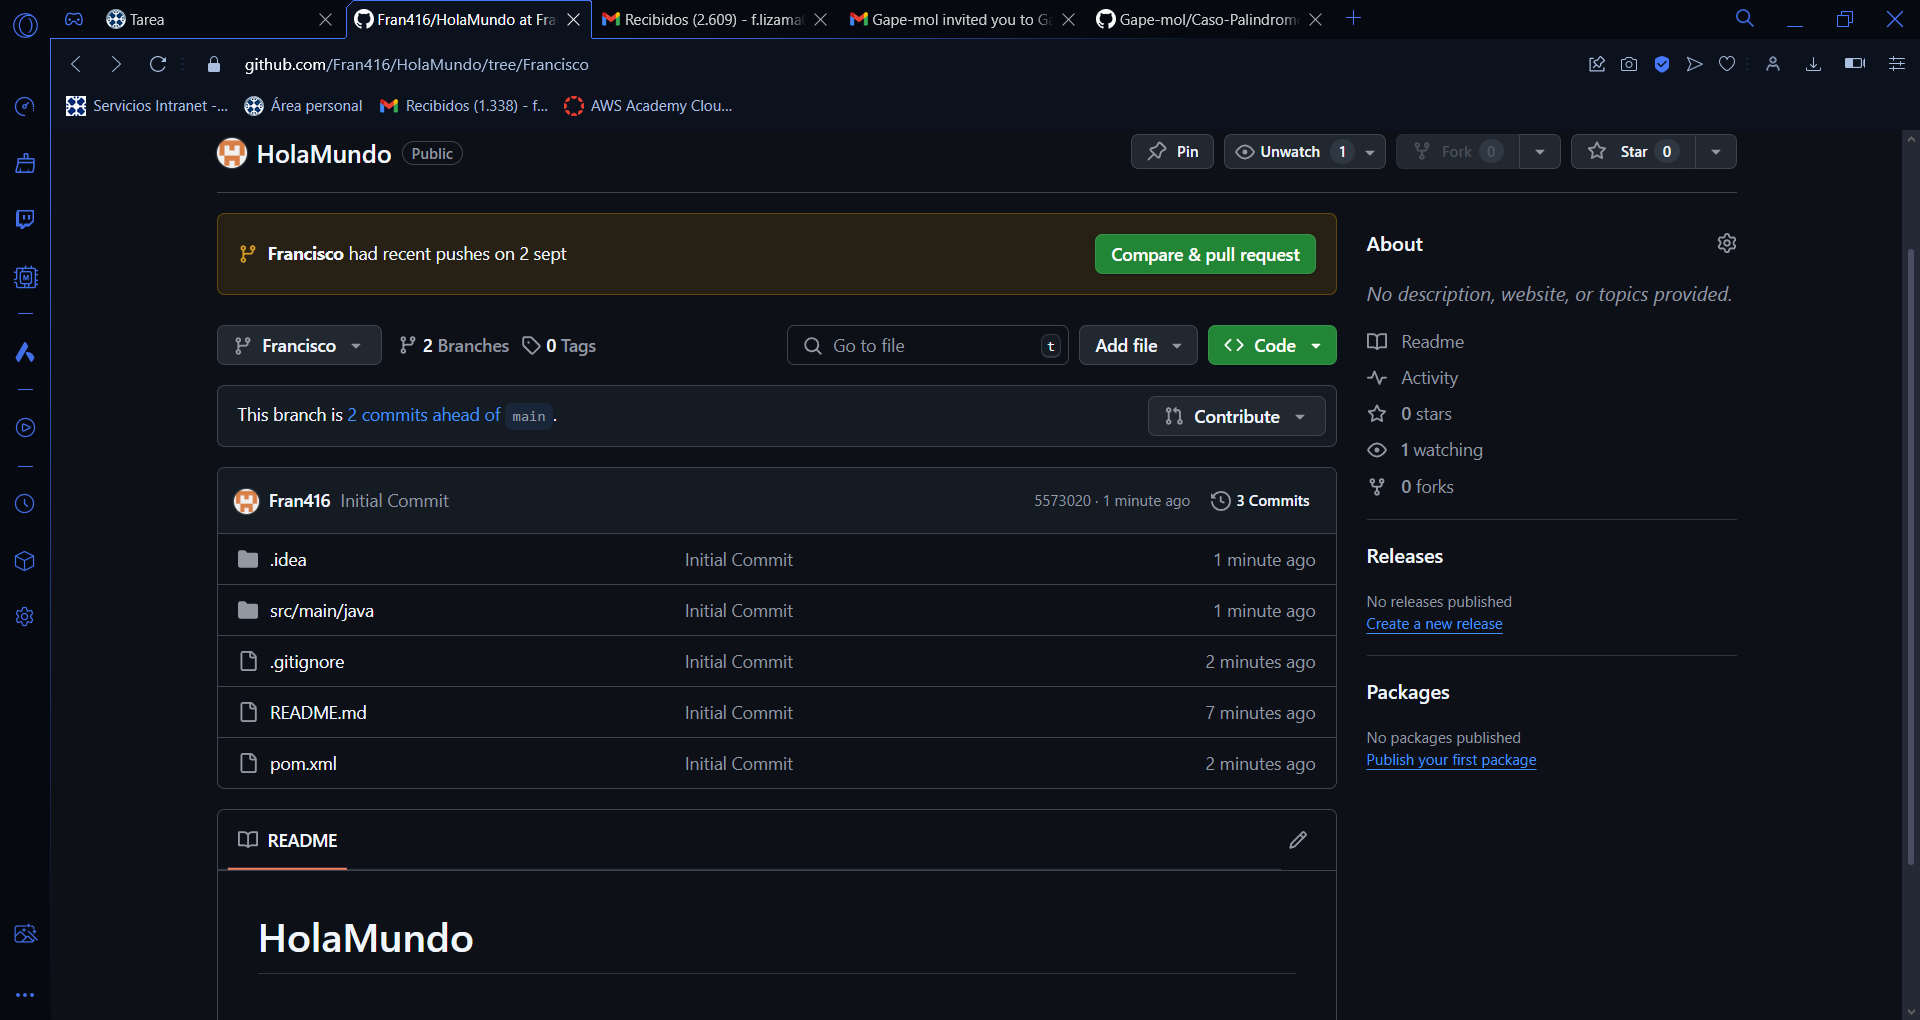 Tarea
Fran416/HolaMundo at Fra
Recibidos (2.609) - f.lizama
Gape-mol invited you to Ga
Gape-mol/Caso-Palindrom
github.com/Fran416/HolaMundo/tree/Francisco
Servicios Intranet -...
Área personal
Recibidos (1.338) - f...
AWS Academy Clou...
HolaMundo
Public
Pin
Unwatch 1
Fork 0
Star 0
Francisco had recent pushes on 2 sept
Compare & pull request
Francisco
2 Branches
0 Tags
Go to file
t
Add file
Code
This branch is 2 commits ahead of main .
Contribute
Fran416 Initial Commit
5573020 · 1 minute ago
3 Commits
.idea
Initial Commit
1 minute ago
src/main/java
Initial Commit
1 minute ago
.gitignore
Initial Commit
2 minutes ago
README.md
Initial Commit
7 minutes ago
pom.xml
Initial Commit
2 minutes ago
README
HolaMundo
About
No description, website, or topics provided.
Readme
Activity
0 stars
1 watching
0 forks
Releases
No releases published
Create a new release
Packages
No packages published
Publish your first package